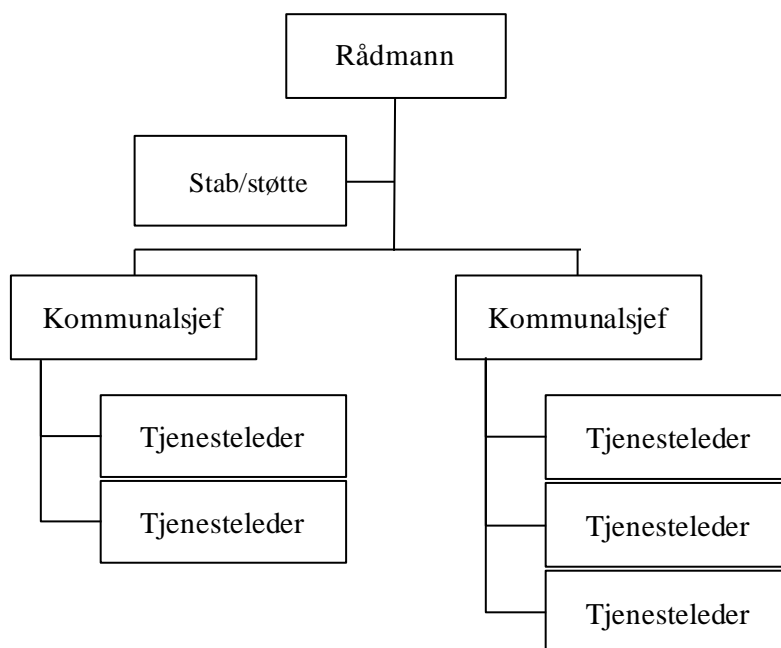 Rådmann
Stab/støtte
Kommunalsjef
Tjenesteleder
Tjenesteleder
Kommunalsjef
Tjenesteleder
Tjenesteleder
Tjenesteleder